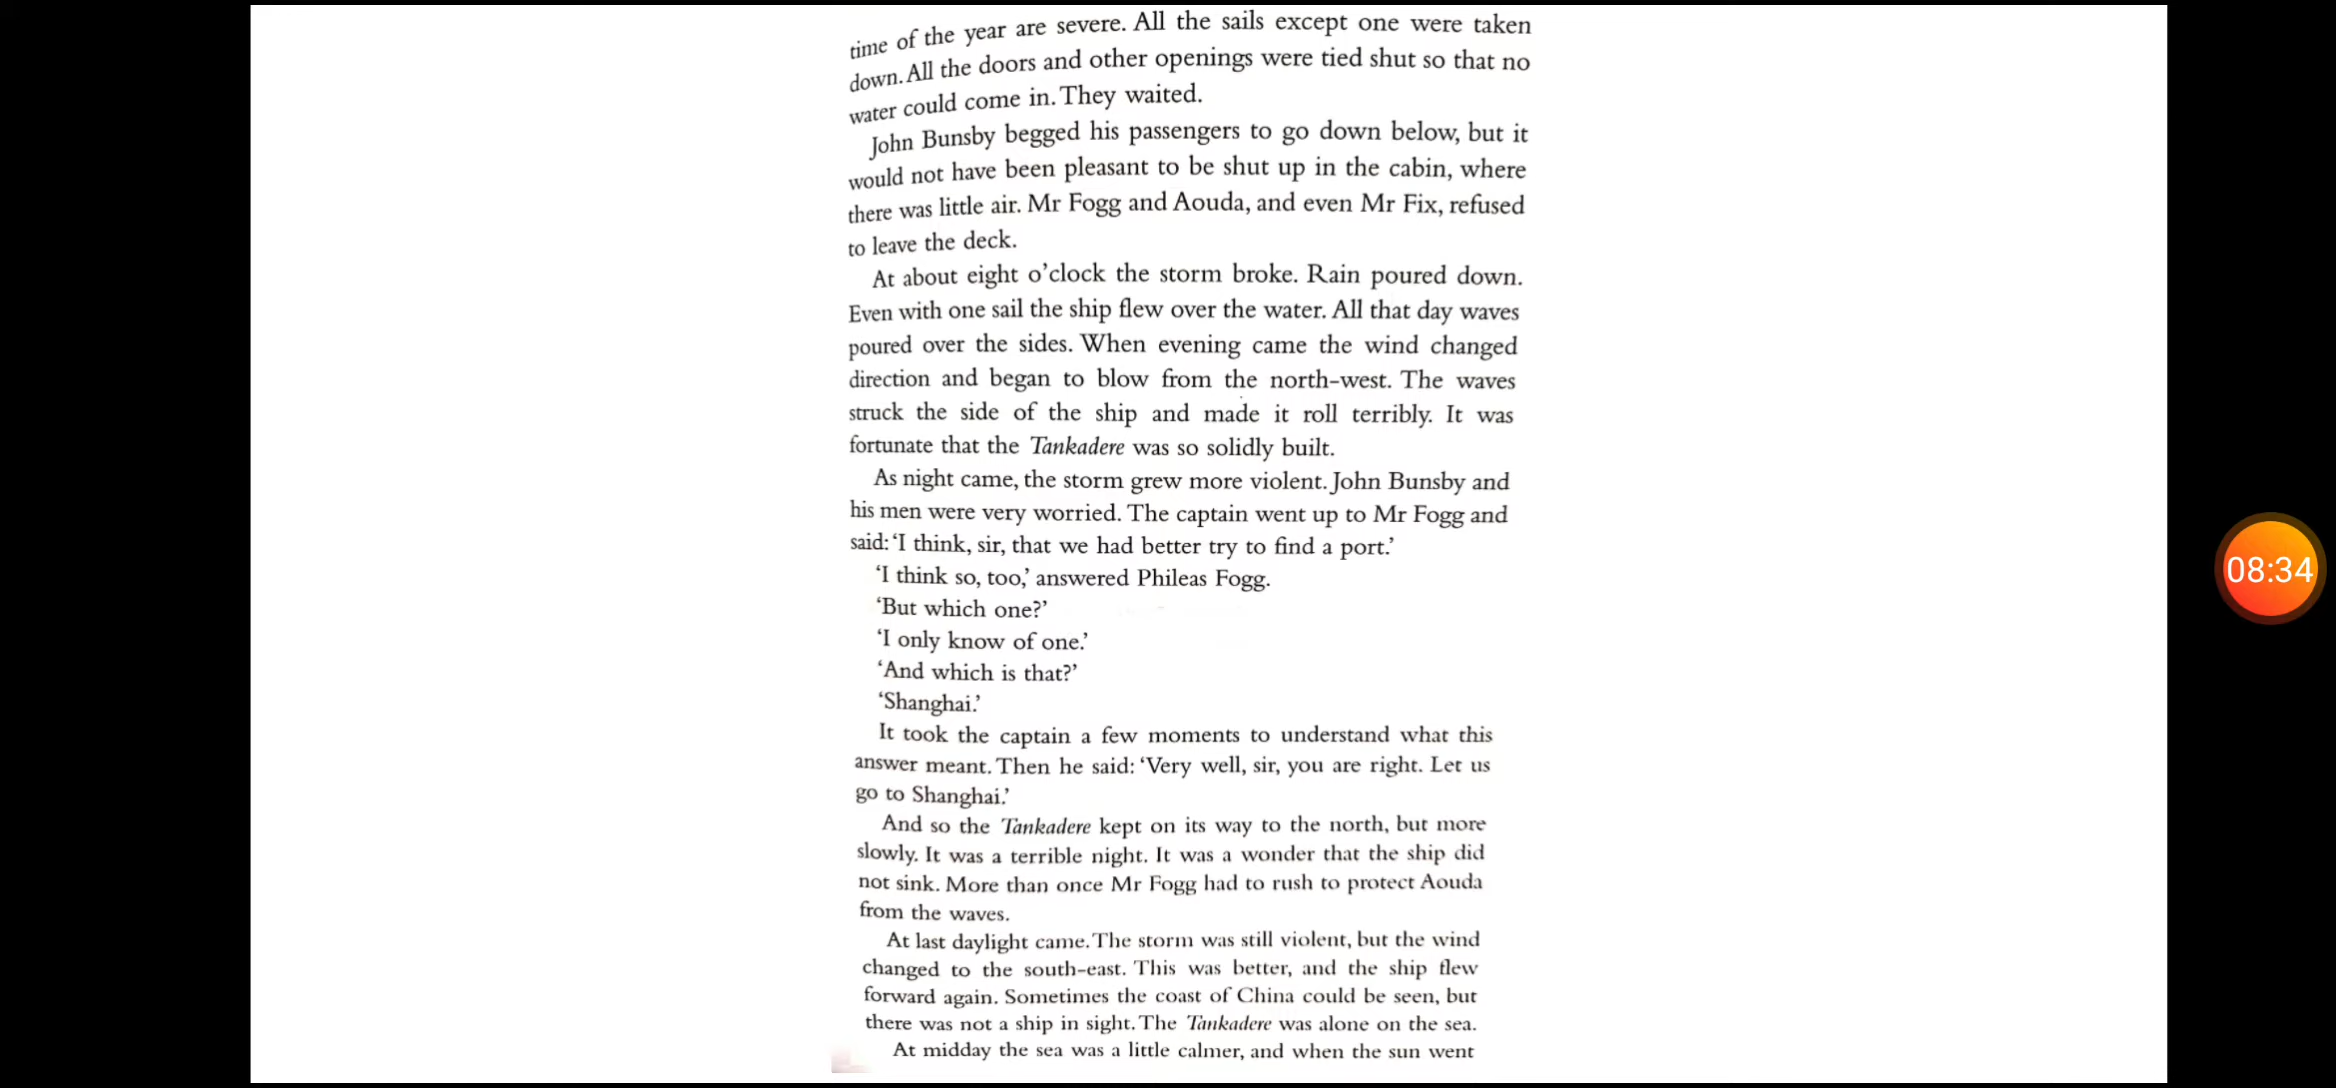 time of the year are severe. All the sails except one were taken
down. All the doors and other openings were tied shut so that no
water could come in. They waited.
John Bunsby begged his passengers to go down below, but it
would not have been pleasant to be shut up in the cabin, where
there was little air. Mr Fogg and Aouda, and even Mr Fix, refused
to leave the deck.
At about eight o’clock the storm broke. Rain poured down.
Even with one sail the ship flew over the water. All that day waves
poured over the sides. When evening came the wind changed
direction and began to blow from the north-west. The waves
struck the side of the ship and made it roll terribly. It was
fortunate that the Tankadere was so solidly built.
As night came, the storm grew more violent. John Bunsby and
his men were very worried. The captain went up to Mr Fogg and
said: ‘I think, sir, that we had better try to find a port.’
‘I think so, too,’ answered Phileas Fogg.
‘But which one?’
‘I only know of one.’
‘And which is that?’
‘Shanghai.’
It took the captain a few moments to understand what this
answer meant. Then he said: ‘Very well, sir, you are right. Let us
go to Shanghai.’
And so the Tankadere kept on its way to the north, but more
slowly. It was a terrible night. It was a wonder that the ship did
not sink. More than once Mr Fogg had to rush to protect Aouda
from the waves.
At last daylight came. The storm was still violent, but the wind
changed to the south-east. This was better, and the ship flew
forward again. Sometimes the coast of China could be seen, but
there was not a ship in sight. The Tankadere was alone on the sea.
At midday the sea was a little calmer, and when the sun went
08:34